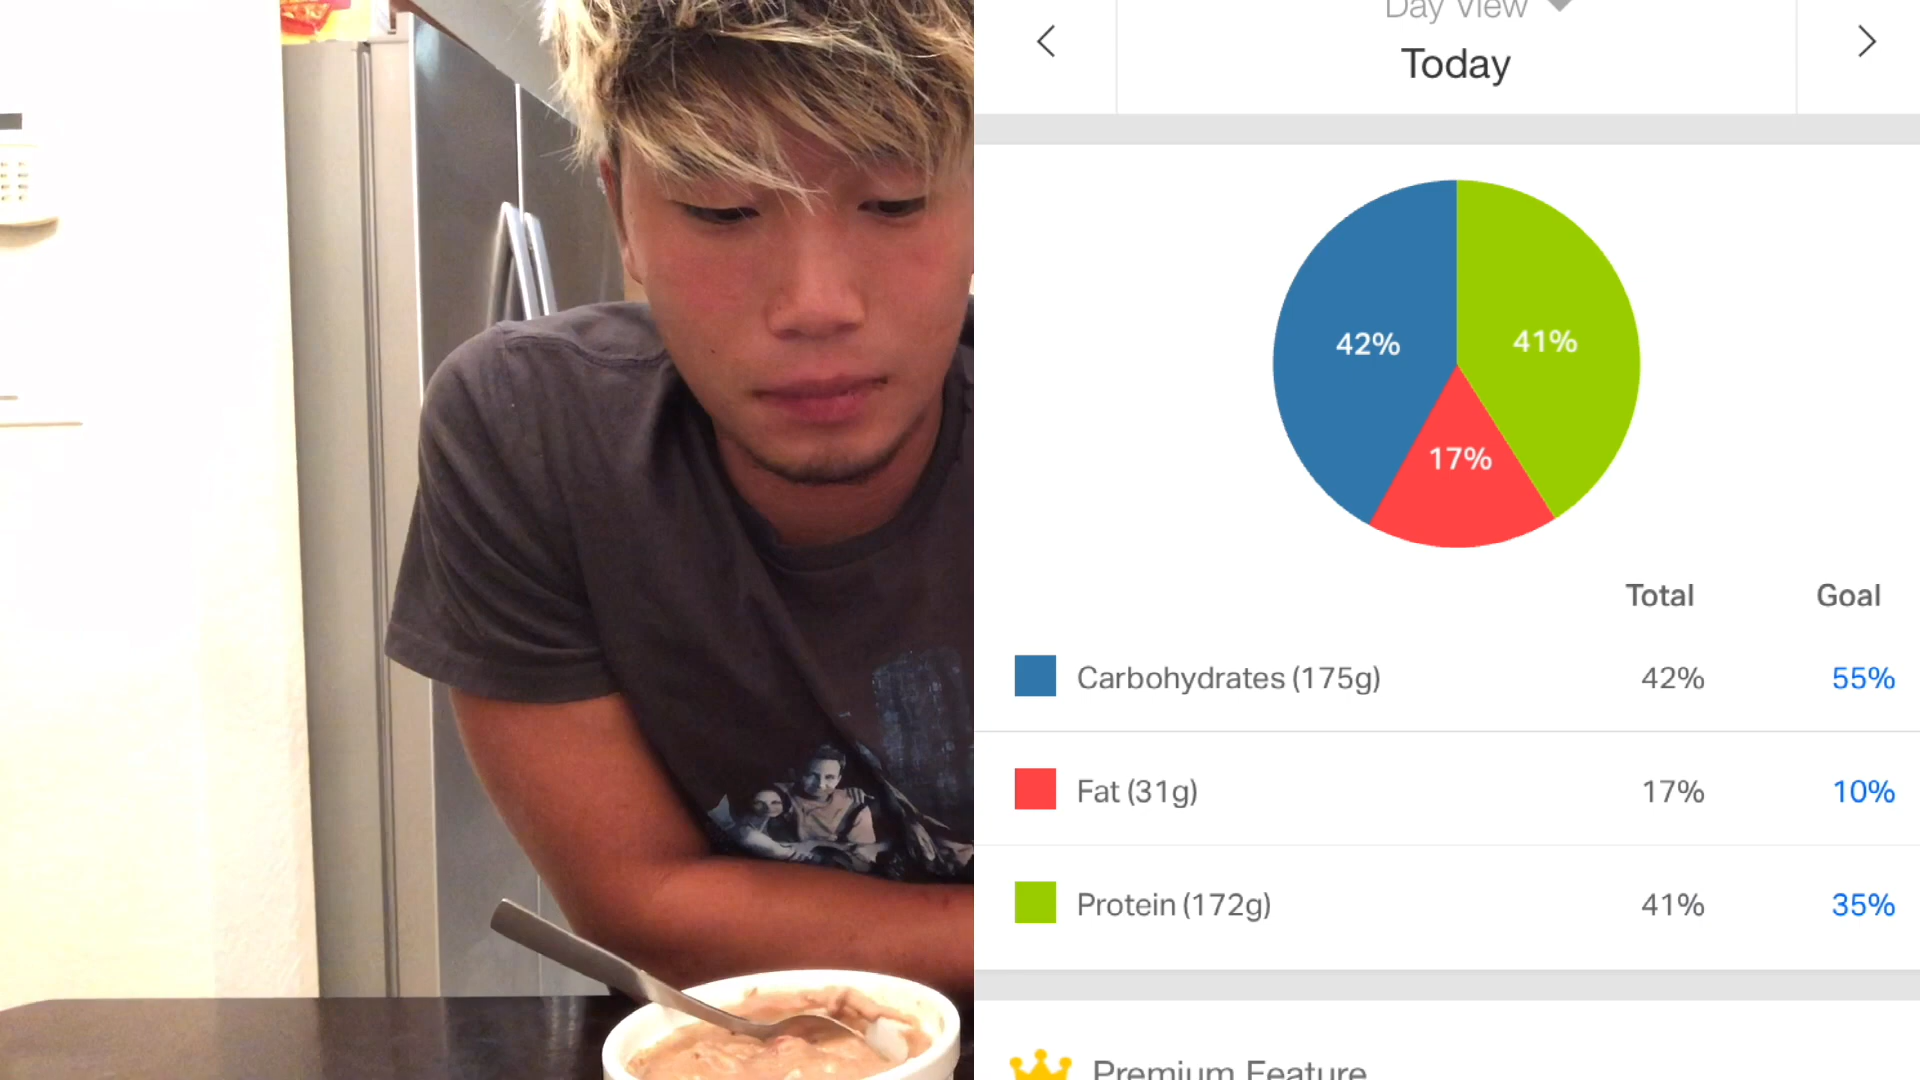 Day View
Today
42%
41%
17%
Total Goal
Carbohydrates (175g) 42% 55%
Fat (31g) 17% 10%
Protein (172g) 41% 35%
Premium Feature